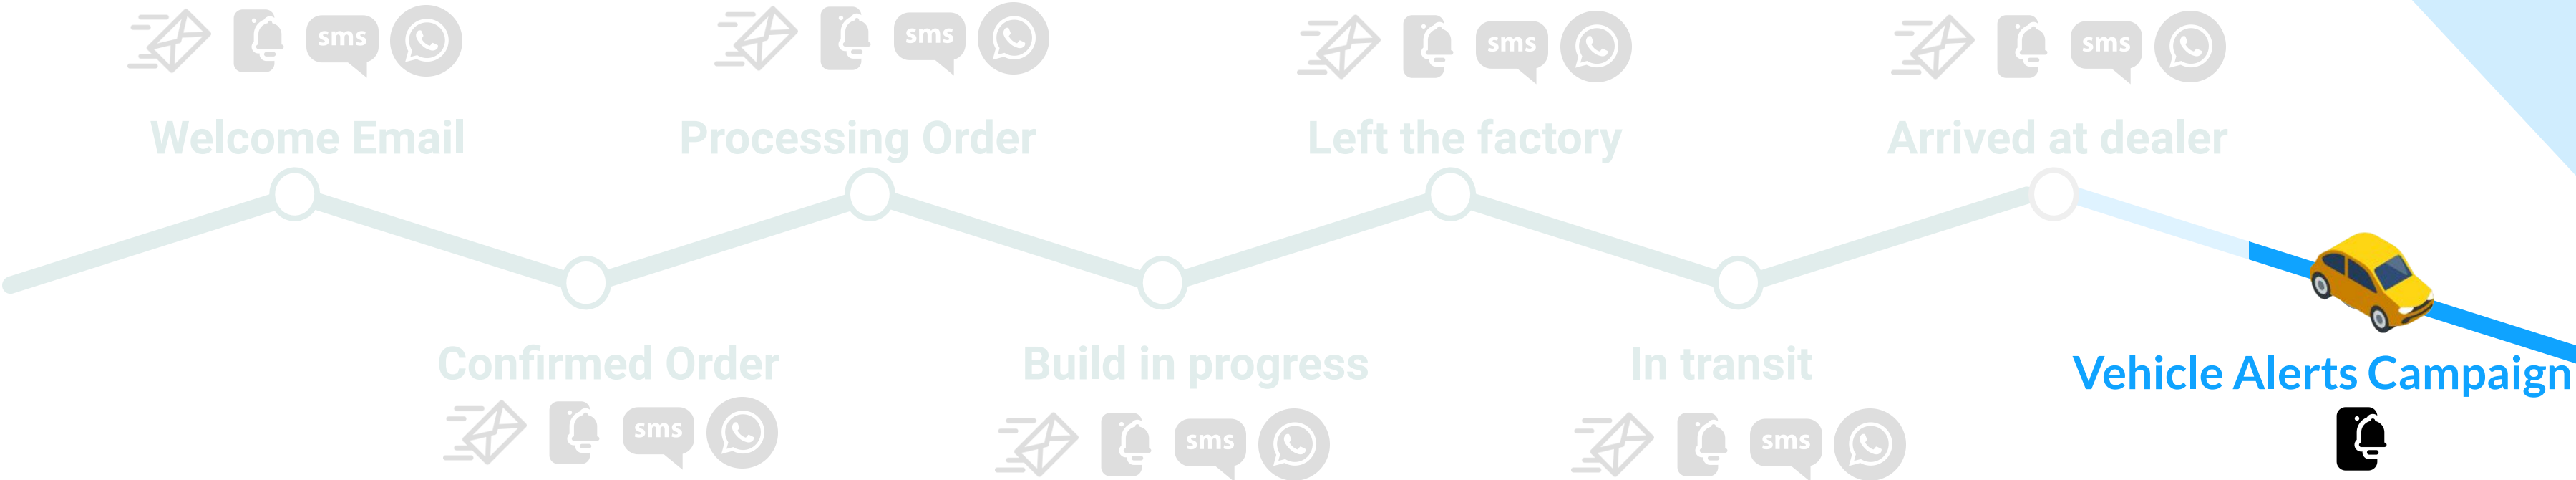 sms
sms
sms
sms
Welcome Email
Processing Order
Left the factory
Arrived at dealer
Confirmed Order
Build in progress
In transit
Vehicle Alerts Campaign
sms
sms
sms